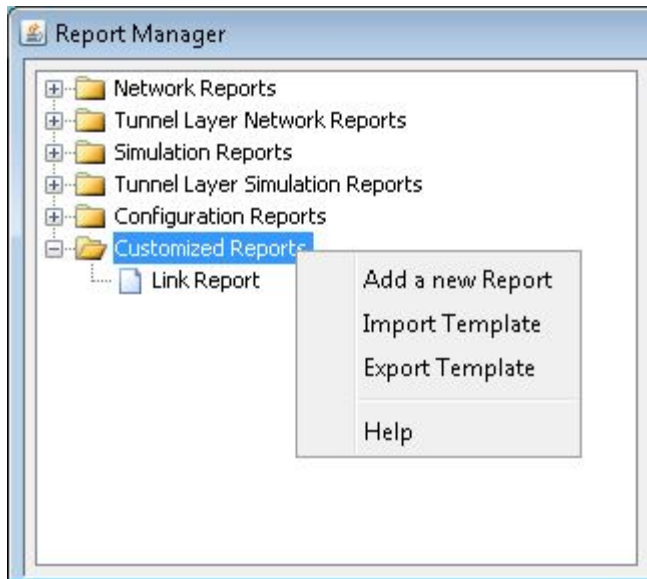 Report Manager
Network Reports
Tunnel Layer Network Reports
Simulation Reports
Tunnel Layer Simulation Reports
Configuration Reports
Customized Reports
Link Report
Add a new Report
Import Template
Export Template
Help